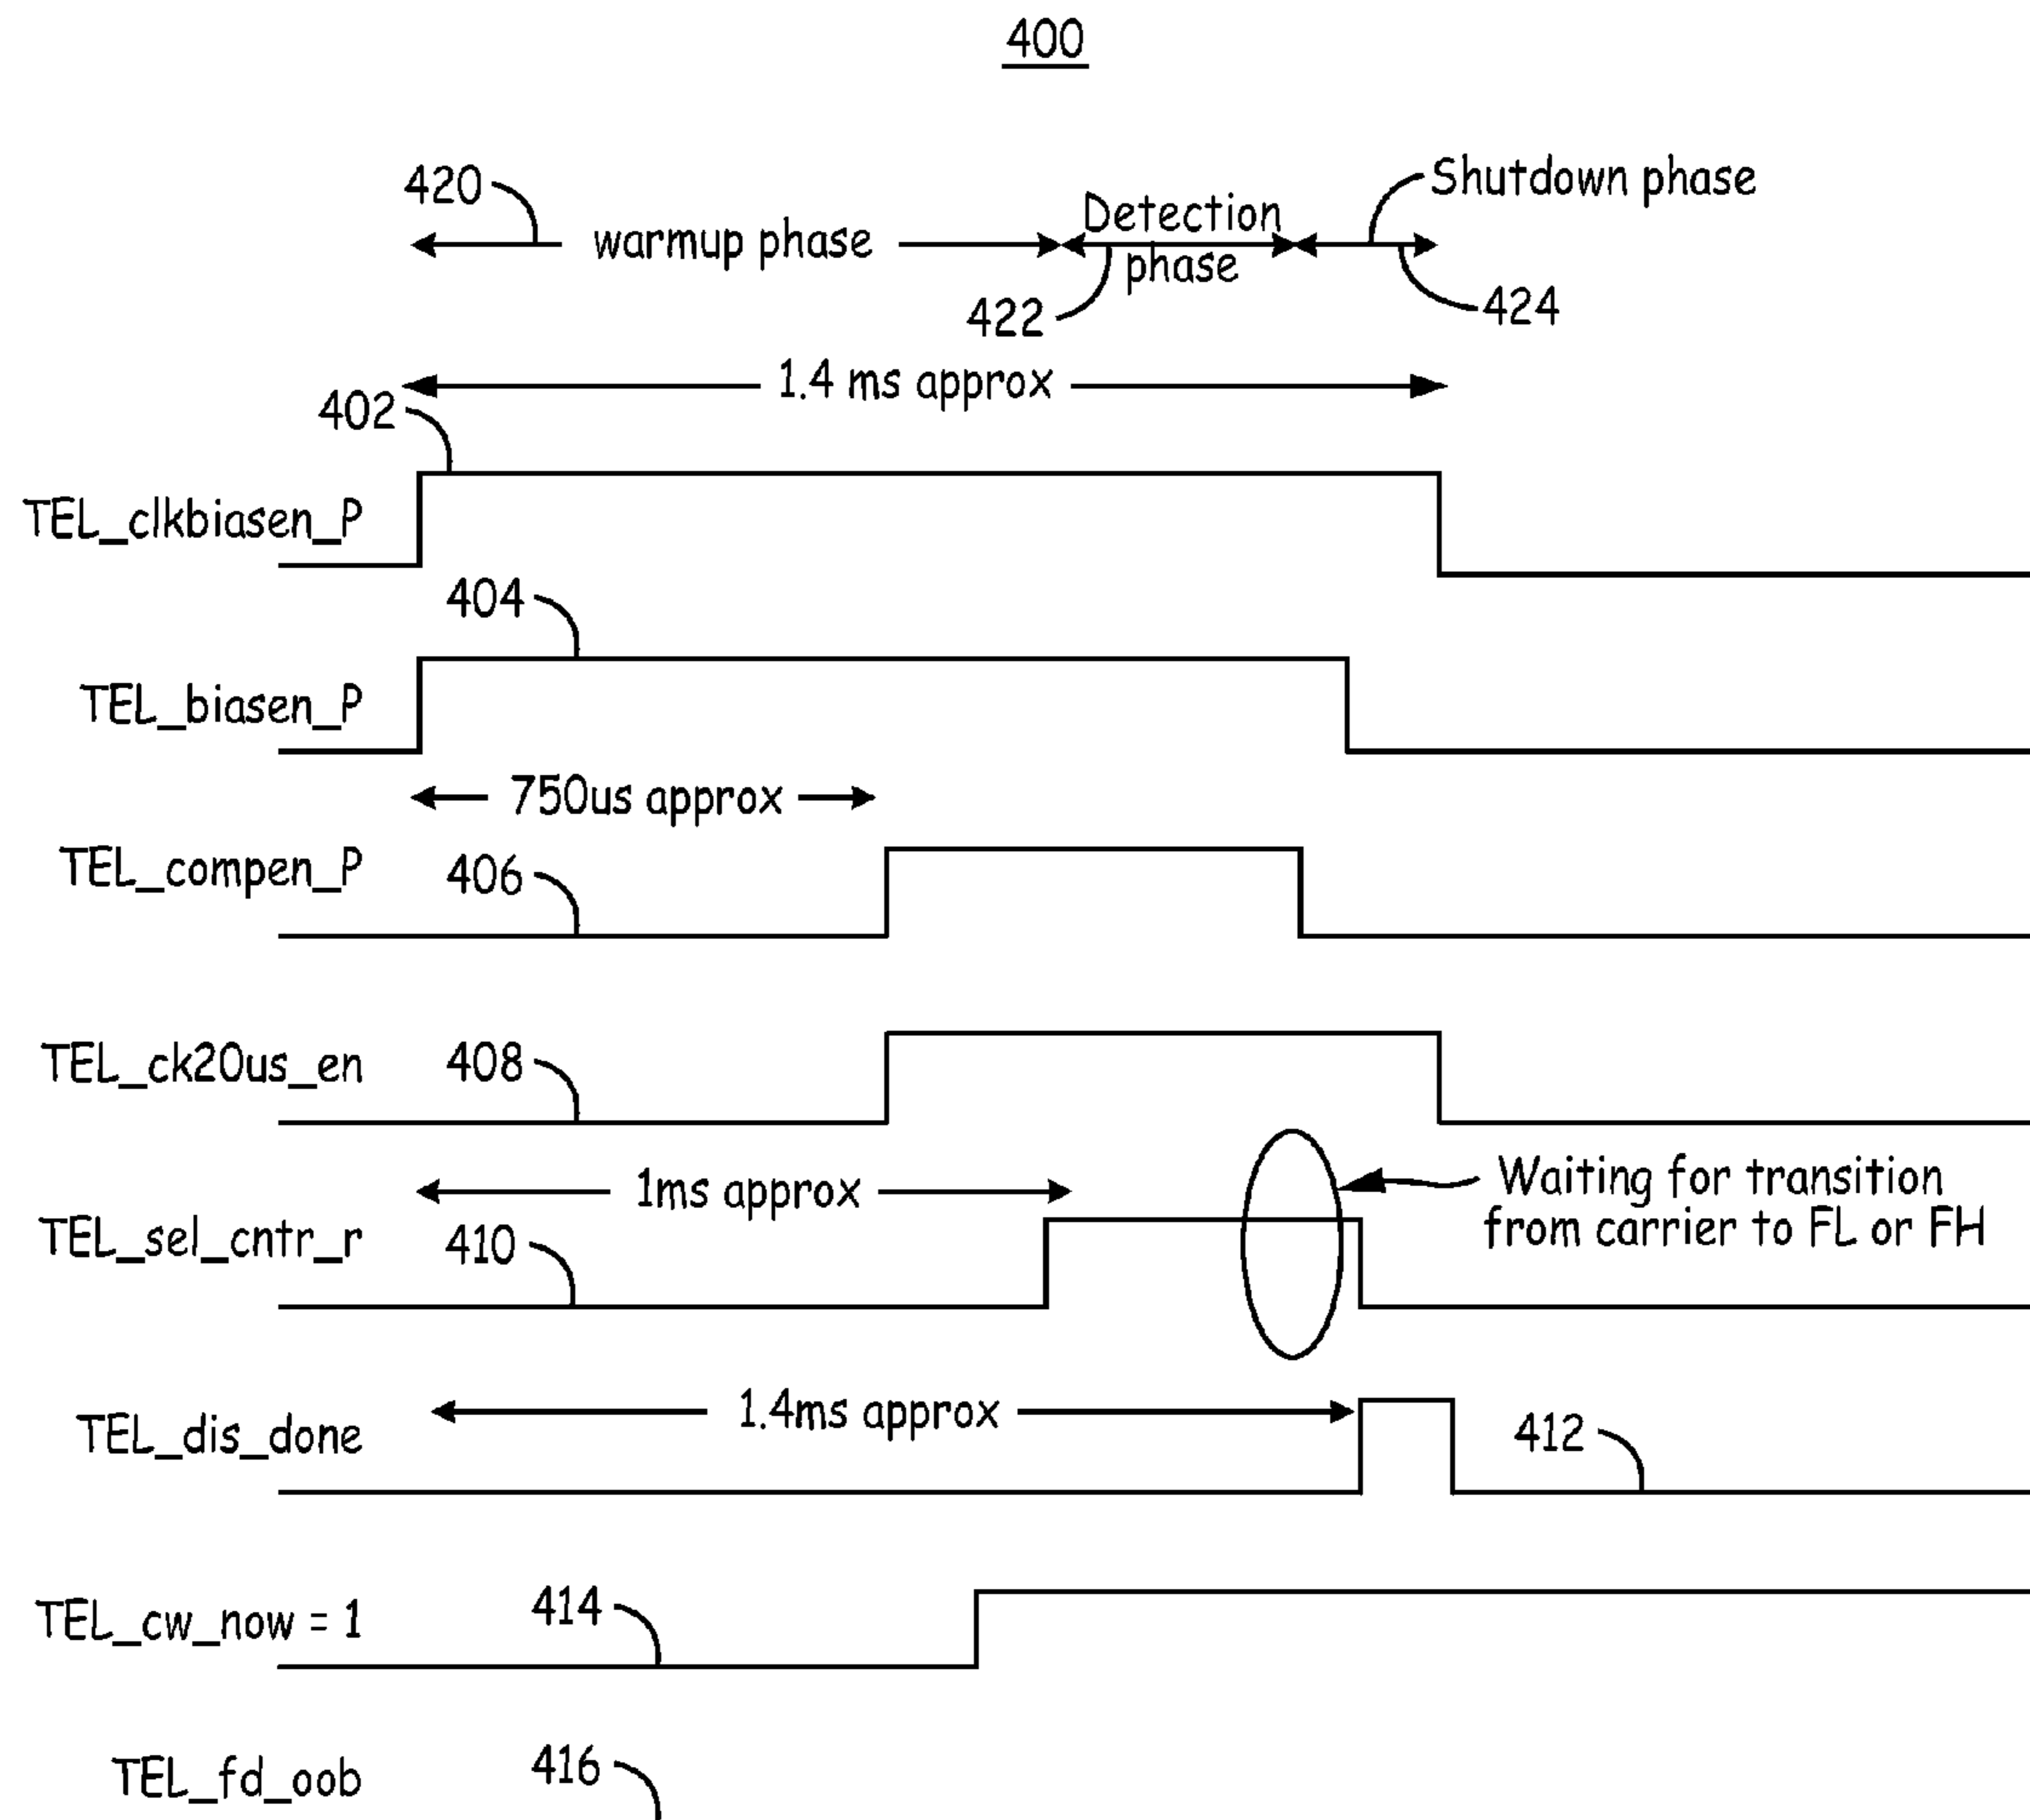 400
420
warmup phase
Detection
phase
Shutdown phase
422
424
1.4 ms approx
402
TEL_clkbiasen_P
404
TEL_biasen_P
750us approx
TEL_compen_P
406
TEL_ck20us_en
408
1ms approx
Waiting for transition
from carrier to FL or FH
TEL_sel_cntr_r
410
1.4ms approx
TEL_dis_done
412
TEL_cw_now = 1
414
TEL_fd_oob
416